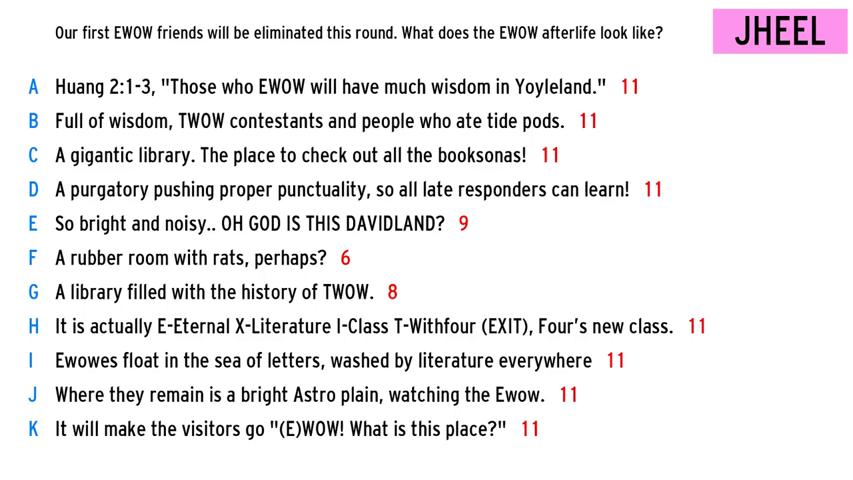 Our first EWOW friends will be eliminated this round. What does the EWOW afterlife look like?
JHEEL
A Huang 2:1-3, "Those who EWOW will have much wisdom in Yoyleland." 11
B Full of wisdom, TWOW contestants and people who ate tide pods. 11
C A gigantic library. The place to check out all the booksonas! 11
D A purgatory pushing proper punctuality, so all late responders can learn! 11
E So bright and noisy.. OH GOD IS THIS DAVIDLAND? 9
F A rubber room with rats, perhaps? 6
G A library filled with the history of TWOW. 8
H It is actually E-Eternal X-Literature I-Class T-Withfour (EXIT), Four's new class. 11
I Ewowes float in the sea of letters, washed by literature everywhere 11
J Where they remain is a bright Astro plain, watching the Ewow. 11
K It will make the visitors go "(E)WOW! What is this place?" 11